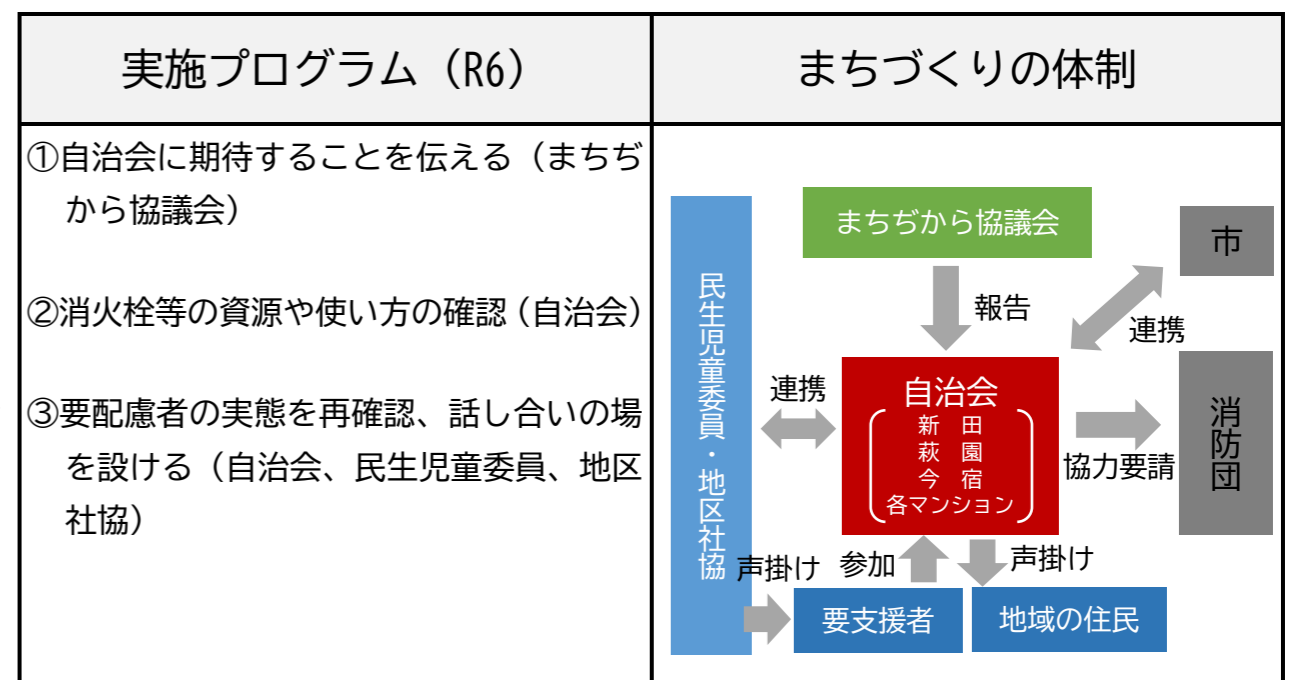 実施プログラム（R6）
まちづくりの体制
①自治会に期待することを伝える（まちぢ
から協議会）
②消火栓等の資源や使い方の確認（自治会）
③要配慮者の実態を再確認、話し合いの場
を設ける（自治会、民生児童委員、地区
社協）
まちぢから協議会
市
民生児童委員・地区社協
報告
連携
連携
自治会
新　田
萩　園
今　宿
各マンション
消防団
協力要請
声掛け
参加
声掛け
要支援者
地域の住民